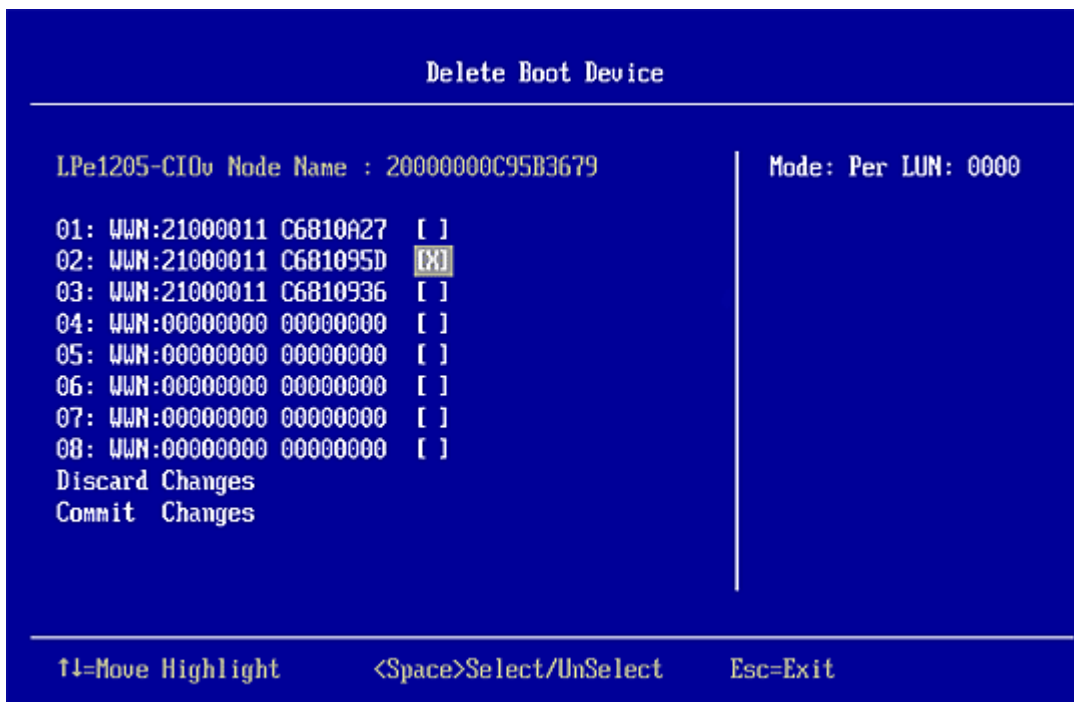 Delete Boot Device
LPe1205-CIOv Node Name : 20000000C95B3679
Mode: Per LUN: 0000
01: WWN:21000011 C6810A27 [ ]
02: WWN:21000011 C681095D [X]
03: WWN:21000011 C6810936 [ ]
04: WWN:00000000 00000000 [ ]
05: WWN:00000000 00000000 [ ]
06: WWN:00000000 00000000 [ ]
07: WWN:00000000 00000000 [ ]
08: WWN:00000000 00000000 [ ]
Discard Changes
Commit Changes
↑↓=Move Highlight <Space>Select/UnSelect Esc=Exit